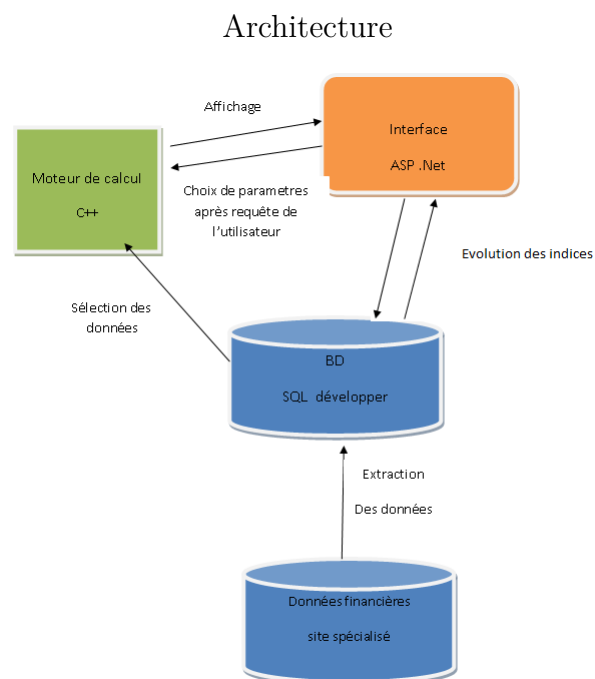 Architecture
Affichage
Interface
ASP .Net
Moteur de calcul
C++
Choix de parametres
après requête de
l'utilisateur
Evolution des indices
Sélection des
données
BD
SQL développer
Extraction
Des données
Données financières
site spécialisé